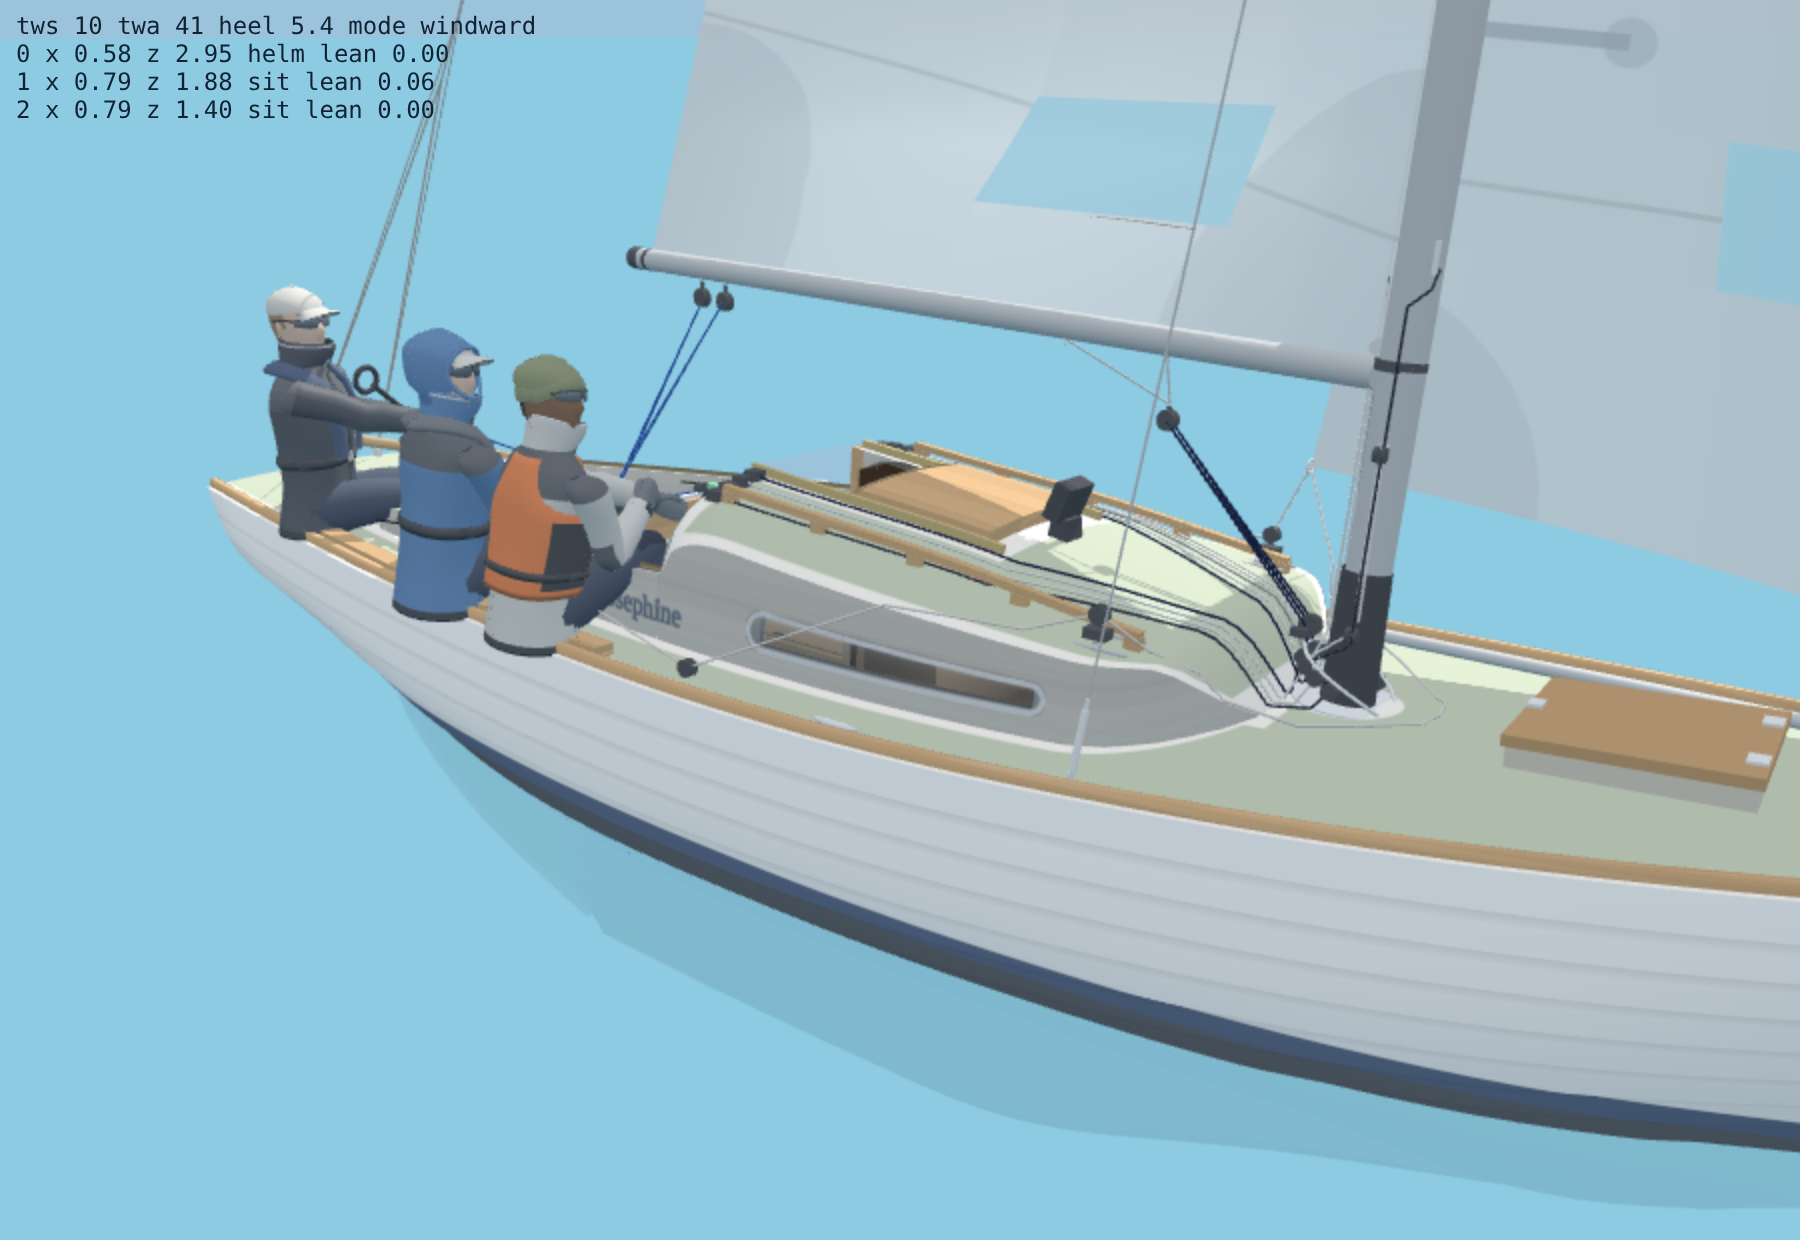 tws 10 twa 41 heel 5.4 mode windward
0 x 0.58 z 2.95 helm lean 0.00
1 x 0.79 z 1.88 sit lean 0.06
2 x 0.79 z 1.40 sit lean 0.00
sephine